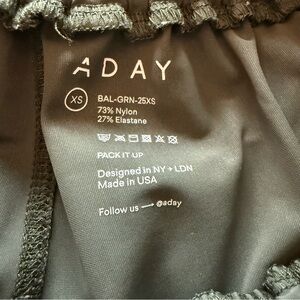 ADAY
XS
BAL-GRN-25XS
73% Nylon
27% Elastane
PACK IT UP
Designed in NY + LDN
Made in USA
Follow us → @aday